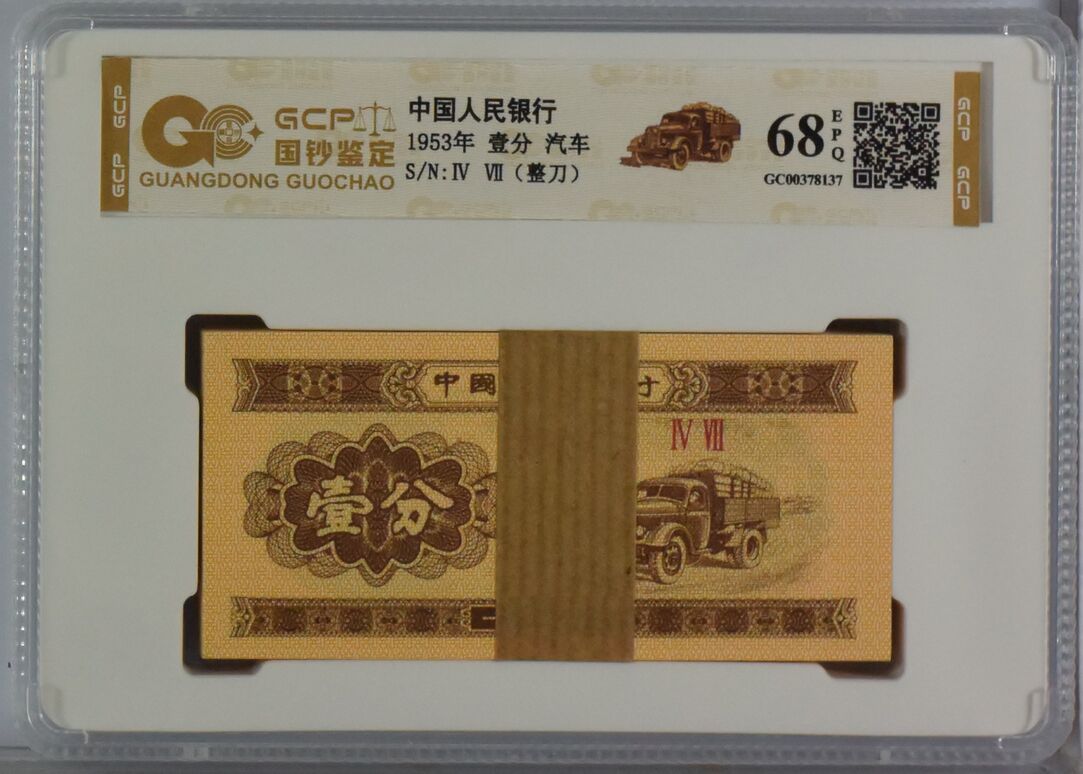 GCP
GCP
GCP
国钞鉴定
GUANGDONG GUOCHAO
中国人民银行
1953年 壹分 汽车
S/N:Ⅳ Ⅶ（整刀）
68
EPQ
GC00378137
GCP
GCP
中國
Ⅳ Ⅶ
壹分